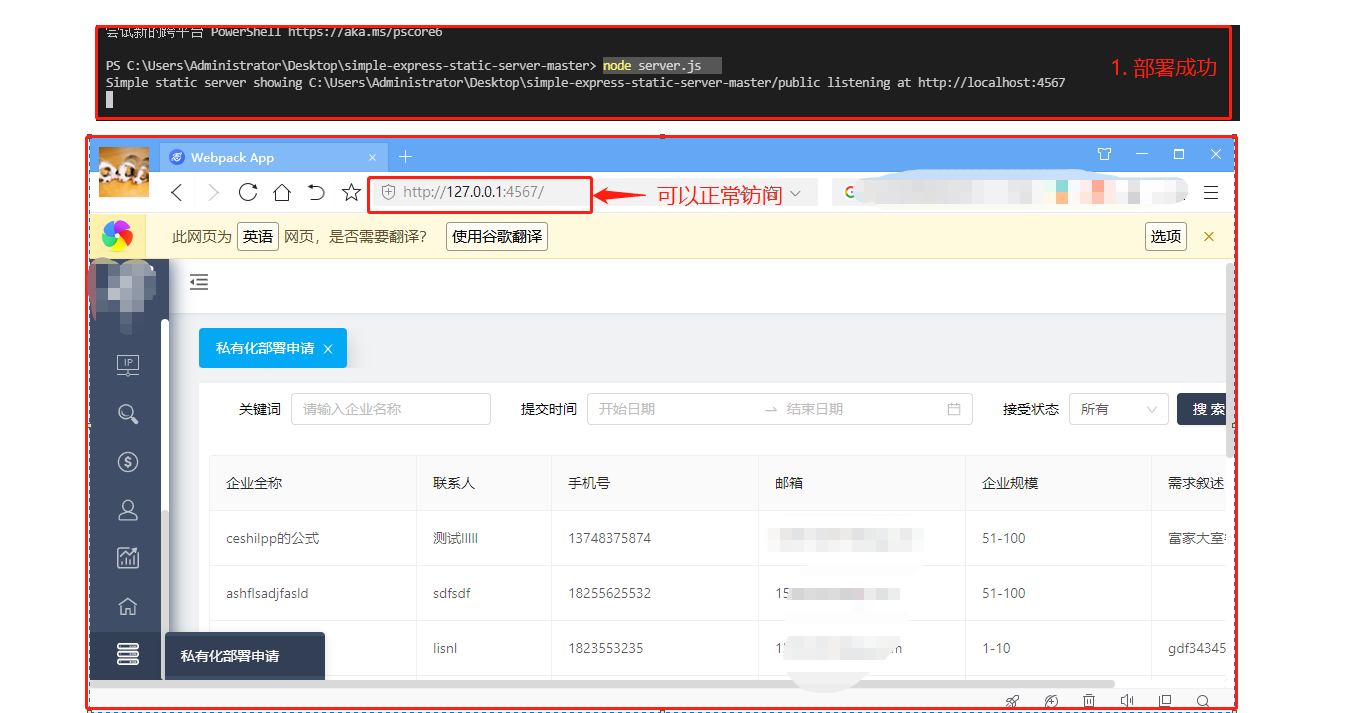 尝试新的跨平台 PowerShell https://aka.ms/pscore6
PS C:\Users\Administrator\Desktop\simple-express-static-server-master> node server.js
Simple static server showing C:\Users\Administrator\Desktop\simple-express-static-server-master/public listening at http://localhost:4567
1. 部署成功
Webpack App
http://127.0.0.1:4567/
可以正常访问
此网页为 英语 网页，是否需要翻译? 使用谷歌翻译 选项
IP
私有化部署申请
关键词 请输入企业名称 提交时间 开始日期 结束日期 接受状态 所有 搜 索
企业全称 联系人 手机号 邮箱 企业规模 需求叙述
ceshilpp的公式 测试lllll 13748375874 51-100 富家大室
ashflsadjfasld sdfsdf 18255625532 15 51-100
lisnl 1823553235 1-10 gdf34345
私有化部署申请